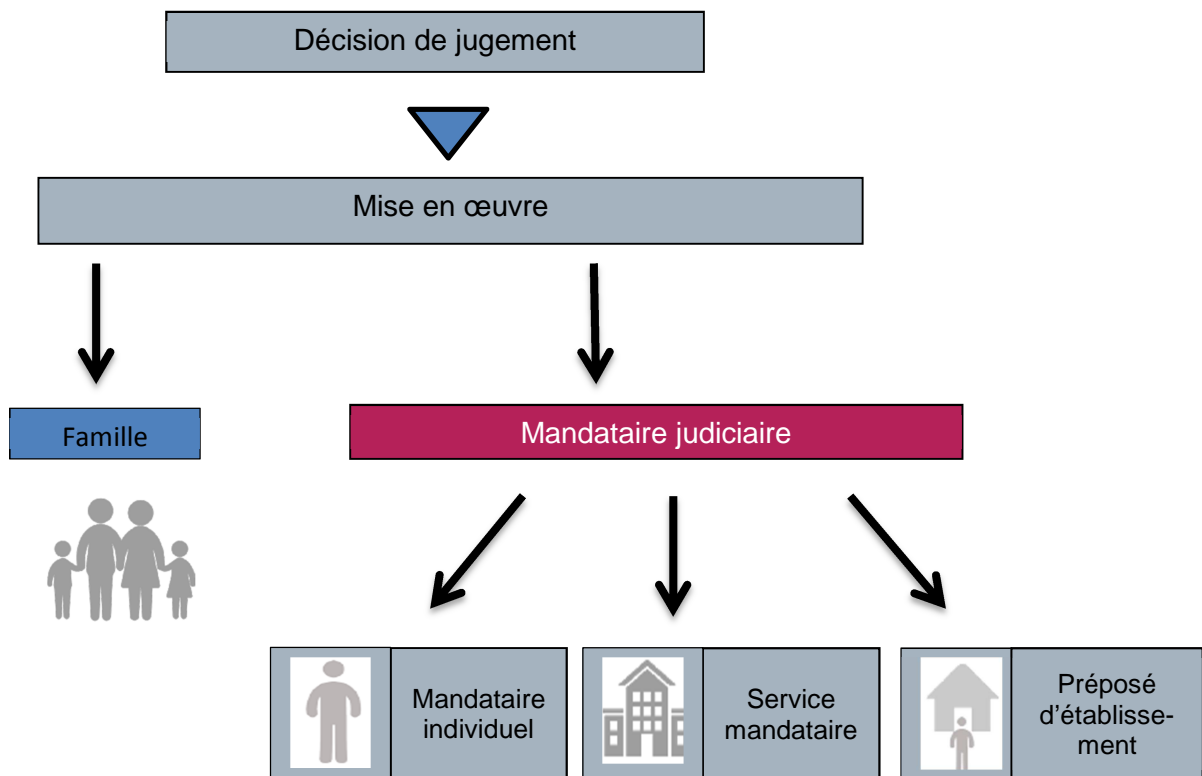 Décision de jugement
Mise en œuvre
Famille
Mandataire judiciaire
Mandataire
individuel
Service
mandataire
Préposé
d’établisse-
ment